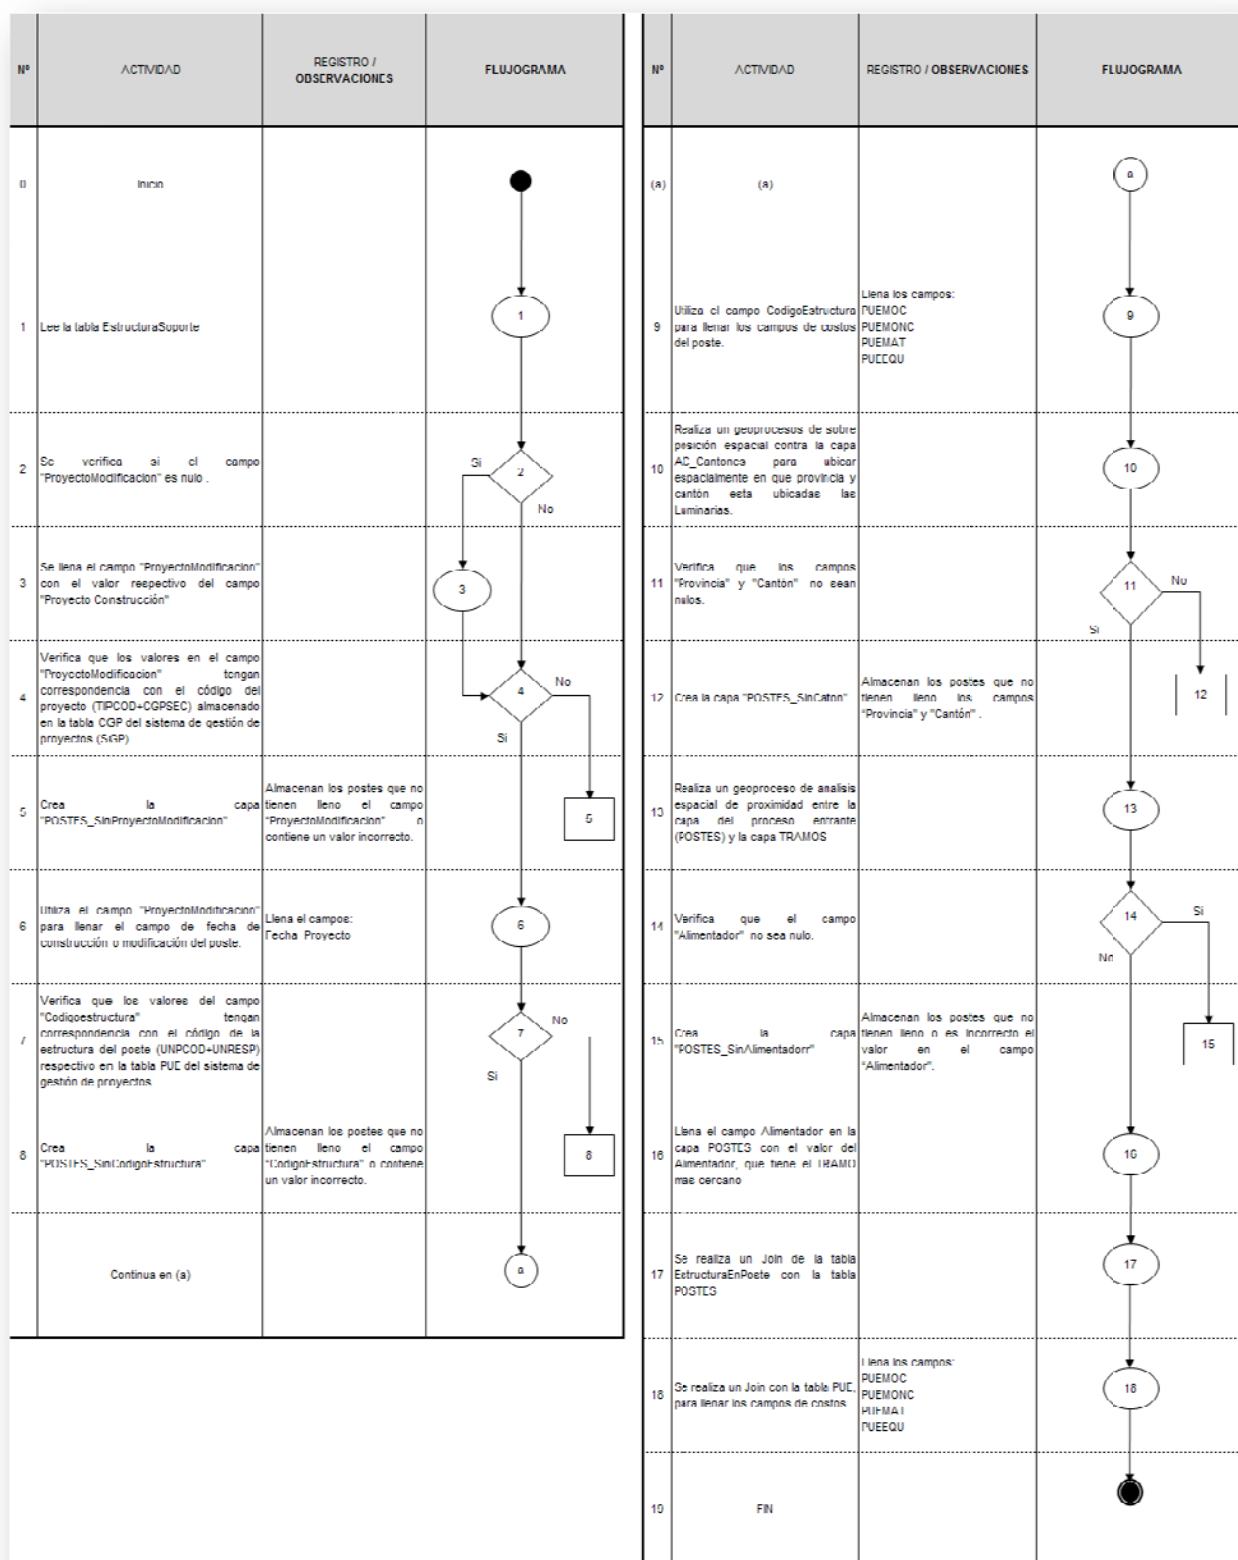 Nº
ACTIVIDAD
REGISTRO /
OBSERVACIONES
FLUJOGRAMA
0
Inicio
1
Lee la tabla EstructuraSoporte
1
2
Se verifica si el campo
"ProyectoModificacion" es nulo .
Si
2
No
3
Se llena el campo "ProyectoModificacion"
con el valor respectivo del campo
"Proyecto Construcción"
3
4
Verifica que los valores en el campo
"ProyectoModificacion" tengan
correspondencia con el código del
proyecto (TIPCOD+CGPSEC) almacenado
en la tabla CGP del sistema de gestión de
proyectos (SGP)
4
No
Si
5
Crea la capa
"POSTES_SinProyectoModificacion"
Almacenan los postes que no
tienen lleno el campo
"ProyectoModificacion" o
contiene un valor incorrecto.
5
6
Utiliza el campo "ProyectoModificacion"
para llenar el campo de fecha de
construcción o modificación del poste.
Llena el campos:
Fecha Proyecto
6
7
Verifica que los valores del campo
"Codigoestructura" tengan
correspondencia con el código de la
estructura del poste (UNPCOD+UNRESP)
respectivo en la tabla PUE del sistema de
gestión de proyectos
7
No
Si
8
Crea la capa
"POSTES_SinCodigoEstructura"
Almacenan los postes que no
tienen lleno el campo
"CodigoEstructura" o contiene
un valor incorrecto.
8
Continua en (a)
a
Nº
ACTIVIDAD
REGISTRO / OBSERVACIONES
FLUJOGRAMA
(a)
(a)
a
9
Utiliza el campo CodigoEstructura
para llenar los campos de costos
del poste.
Llena los campos:
PUEMOC
PUEMONC
PUEMAT
PUEEQU
9
10
Realiza un geoprocesos de sobre
posición espacial contra la capa
AC_Cantones para ubicar
espacialmente en que provincia y
cantón esta ubicadas las
Luminarias.
10
11
Verifica que los campos
"Provincia" y "Cantón" no sean
nulos.
11
No
Si
12
Crea la capa "POSTES_SinCaton"
Almacenan los postes que no
tienen lleno los campos
"Provincia" y "Cantón" .
12
13
Realiza un geoproceso de analisis
espacial de proximidad entre la
capa del proceso entrante
(POSTES) y la capa TRAMOS
13
14
Verifica que el campo
"Alimentador" no sea nulo.
14
Si
No
15
Crea la capa
"POSTES_SinAlimentadorr"
Almacenan los postes que no
tienen lleno o es incorrecto el
valor en el campo
"Alimentador".
15
16
Llena el campo Alimentador en la
capa POSTES con el valor del
Alimentador, que tiene el TRAMO
mas cercano
16
17
Se realiza un Join de la tabla
EstructuraEnPoste con la tabla
POSTES
17
18
Se realiza un Join con la tabla PUE,
para llenar los campos de costos
Llena los campos:
PUEMOC
PUEMONC
PUEMAT
PUEEQU
18
19
FIN